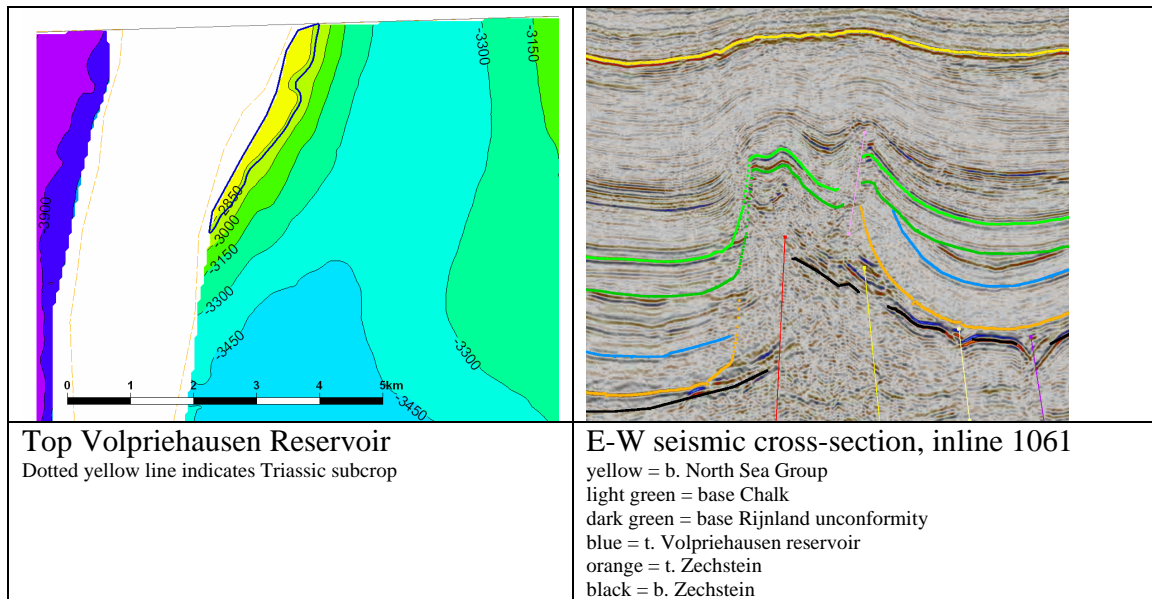 -3300
-3150
-3900
-2850
-3000
-3150
-3300
-3450
-3300
-3450
0 1 2 3 4 5km
Top Volpriehausen Reservoir
Dotted yellow line indicates Triassic subcrop
E-W seismic cross-section, inline 1061
yellow = b. North Sea Group
light green = base Chalk
dark green = base Rijnland unconformity
blue = t. Volpriehausen reservoir
orange = t. Zechstein
black = b. Zechstein